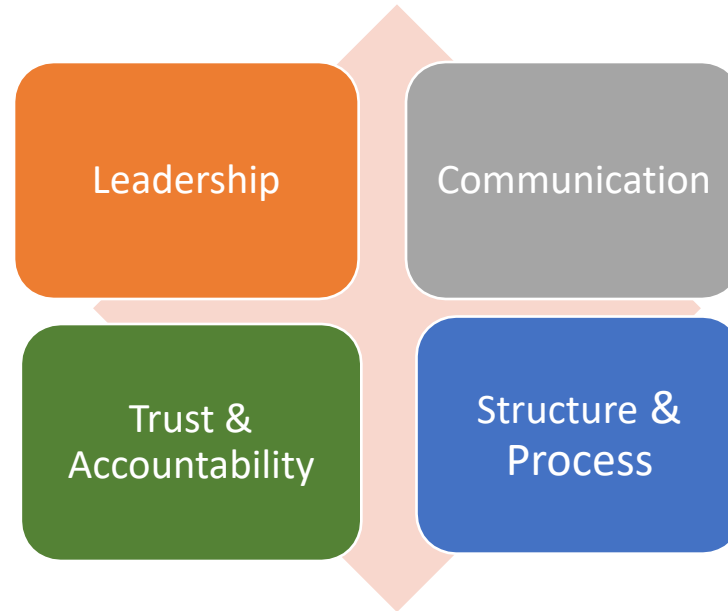 Leadership
Communication
Trust &
Accountability
Structure &
Process